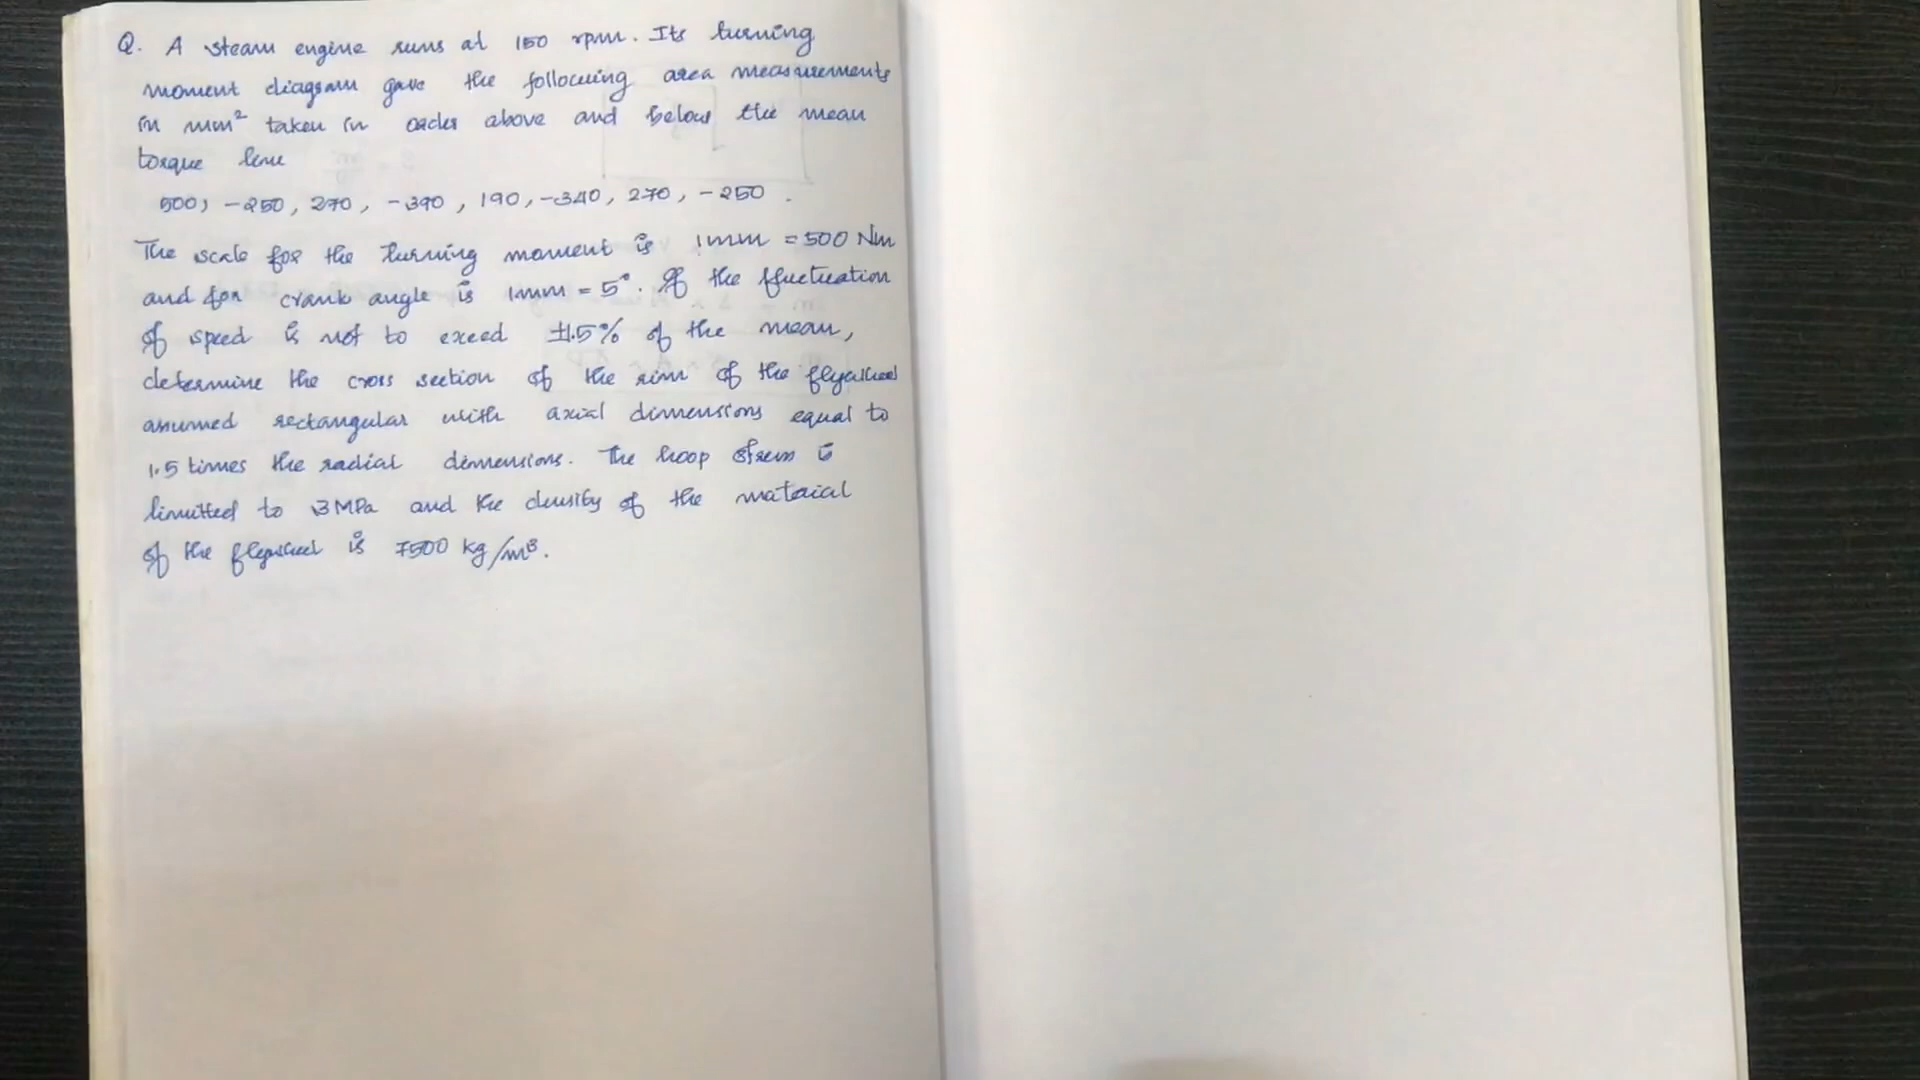 Q. A steam engine runs at 150 rpm. Its turning
moment diagram gave the following area measurements
in mm² taken in order above and below the mean
torque line
500, -250, 270, -390, 190, -340, 270, -250.
The scale for the turning moment is 1mm = 500 Nm
and for crank angle is 1mm = 5°. If the fluctuation
of speed is not to exceed ±1.5% of the mean,
determine the cross section of the rim of the flywheel
assumed rectangular with axial dimensions equal to
1.5 times the radial dimensions. The hoop stress is
limitted to 3 MPa and the density of the material
of the flywheel is 7500 kg/m³.